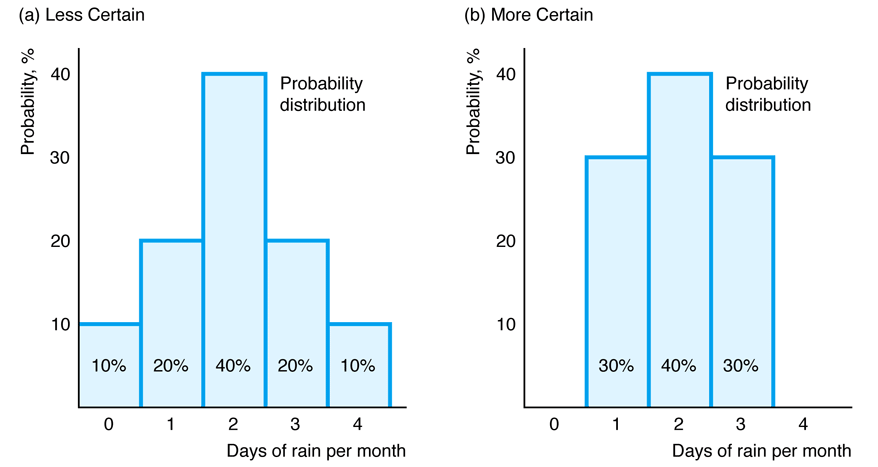 (a) Less Certain
Probability, %
40
30
20
10
Probability
distribution
10%
20%
40%
20%
10%
0
1
2
3
4
Days of rain per month
(b) More Certain
Probability, %
40
30
20
10
Probability
distribution
30%
40%
30%
0
1
2
3
4
Days of rain per month